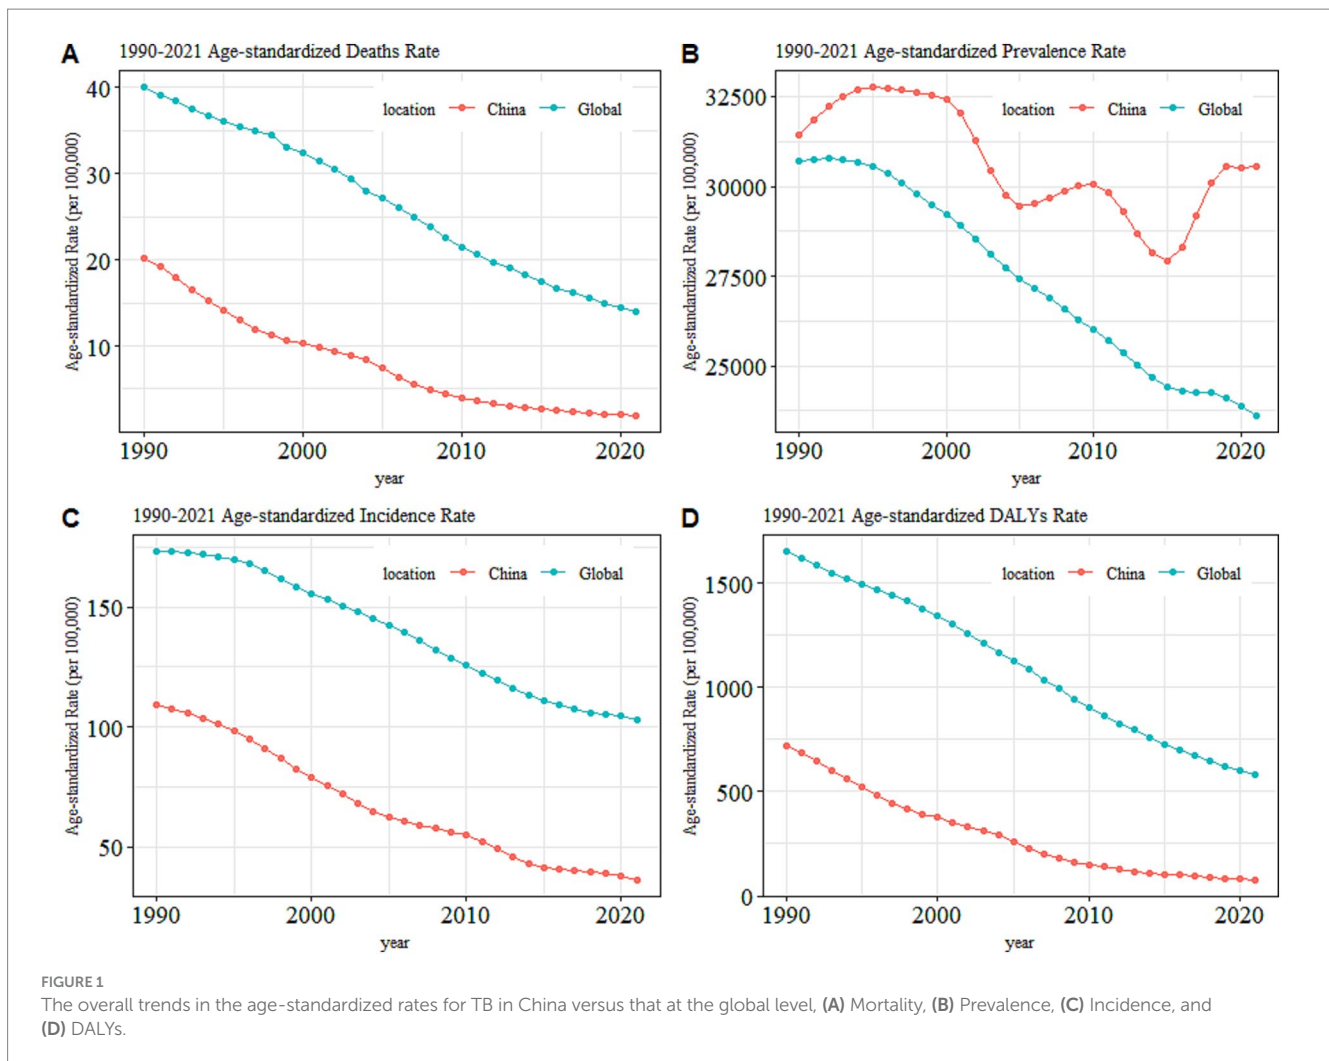 A
1990-2021 Age-standardized Deaths Rate
Age-standardized Rate (per 100,000)
40
30
20
10
location China Global
1990 2000 2010 2020
year
B
1990-2021 Age-standardized Prevalence Rate
Age-standardized Rate (per 100,000)
32500
30000
27500
25000
location China Global
1990 2000 2010 2020
year
C
1990-2021 Age-standardized Incidence Rate
Age-standardized Rate (per 100,000)
150
100
50
location China Global
1990 2000 2010 2020
year
D
1990-2021 Age-standardized DALYs Rate
Age-standardized Rate (per 100,000)
1500
1000
500
0
location China Global
1990 2000 2010 2020
year
FIGURE 1
The overall trends in the age-standardized rates for TB in China versus that at the global level, (A) Mortality, (B) Prevalence, (C) Incidence, and
(D) DALYs.